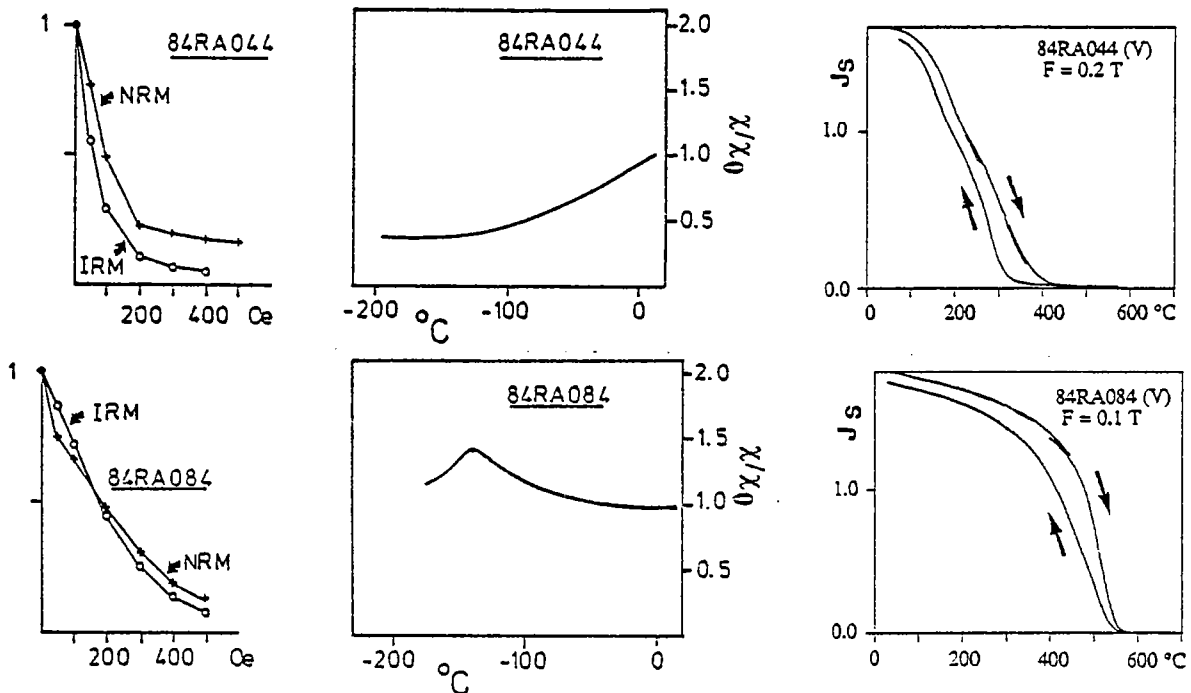 1
84RA044
NRM
IRM
200 400 Oe
84RA044
2.0
1.5
1.0
0.5
χ/χ0
-200 -100 0
°C
84RA044 (V)
F = 0.2 T
Js
1.0
0.0
0 200 400 600 °C
1
IRM
84RA084
NRM
200 400 Oe
84RA084
2.0
1.5
1.0
0.5
χ/χ0
-200 -100 0
°C
84RA084 (V)
F = 0.1 T
Js
1.0
0.0
0 200 400 600 °C